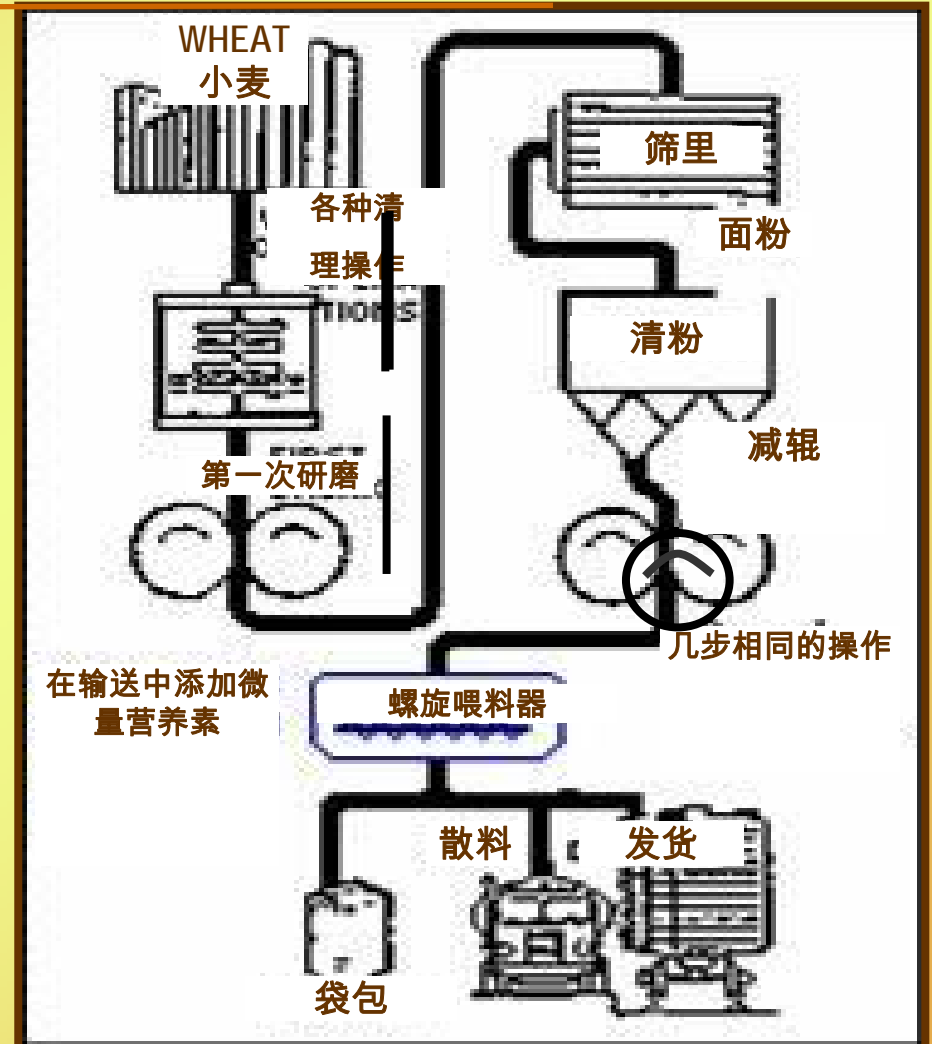 WHEAT
小麦
各种清
理操作
TIONS
第一次研磨
筛里
面粉
清粉
减辊
几步相同的操作
在输送中添加微
量营养素
螺旋喂料器
散料
发货
袋包